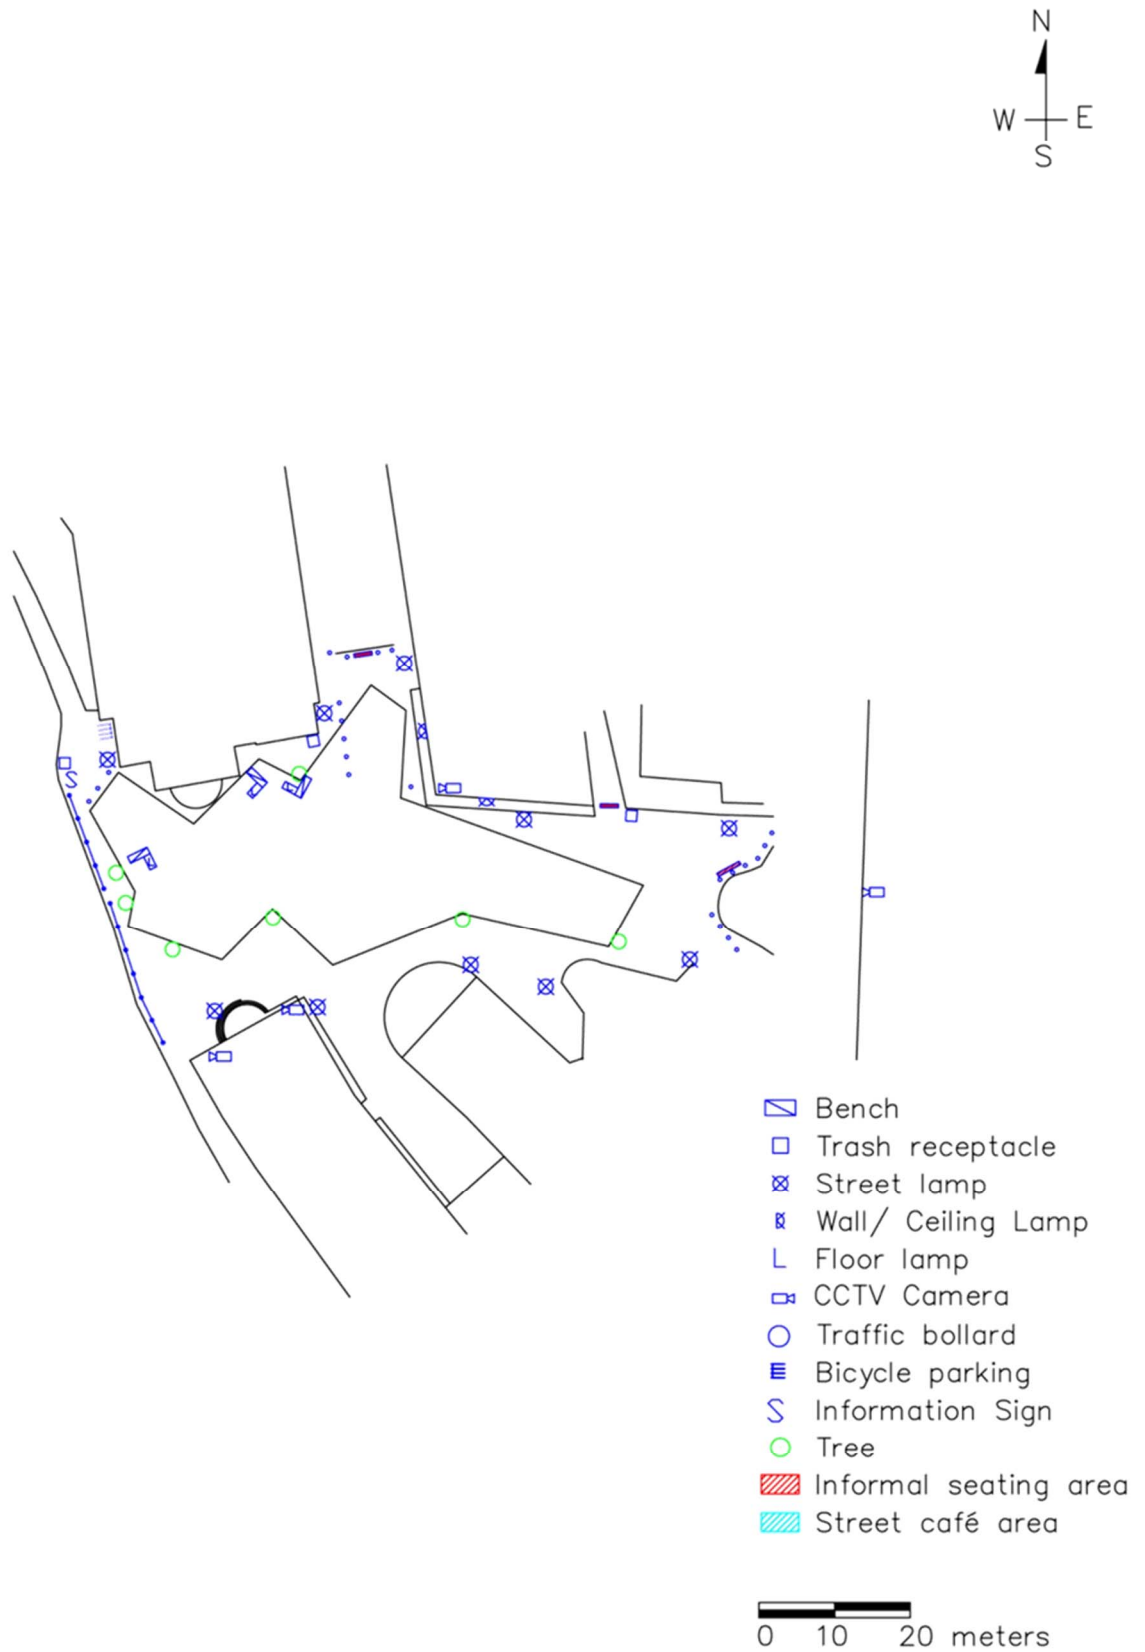 N
W E
S
S
Bench
Trash receptacle
Street lamp
Wall/ Ceiling Lamp
L Floor lamp
CCTV Camera
Traffic bollard
Bicycle parking
S Information Sign
Tree
Informal seating area
Street café area
0 10 20 meters